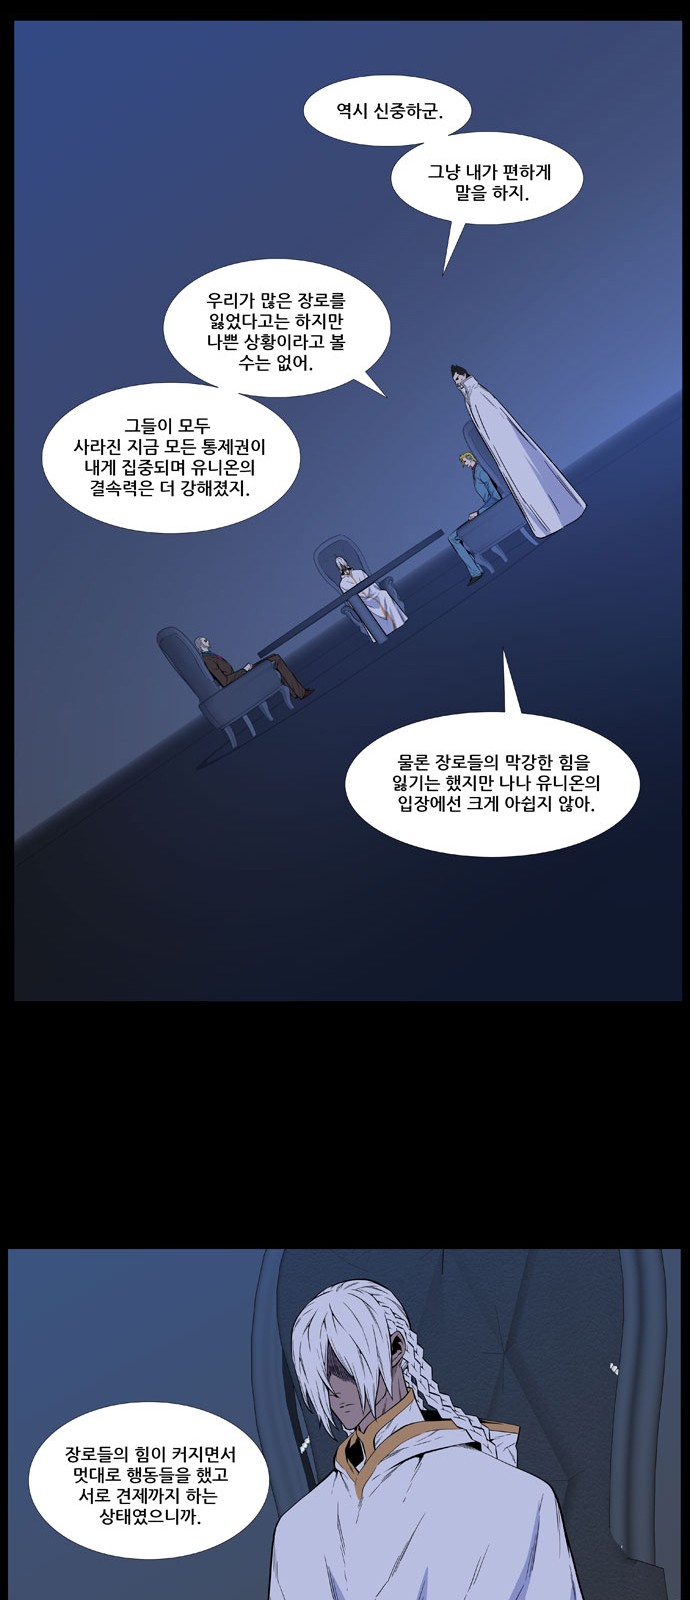 역시 신중하군.
그냥 내가 편하게
말을 하지.
우리가 많은 장로를
잃었다고는 하지만
나쁜 상황이라고 볼
수는 없어.
그들이 모두
사라진 지금 모든 통제권이
내게 집중되며 유니온의
결속력은 더 강해졌지.
물론 장로들의 막강한 힘을
잃기는 했지만 나나 유니온의
입장에선 크게 아쉽지 않아.
장로들의 힘이 커지면서
멋대로 행동들을 했고
서로 견제까지 하는
상태였으니까.